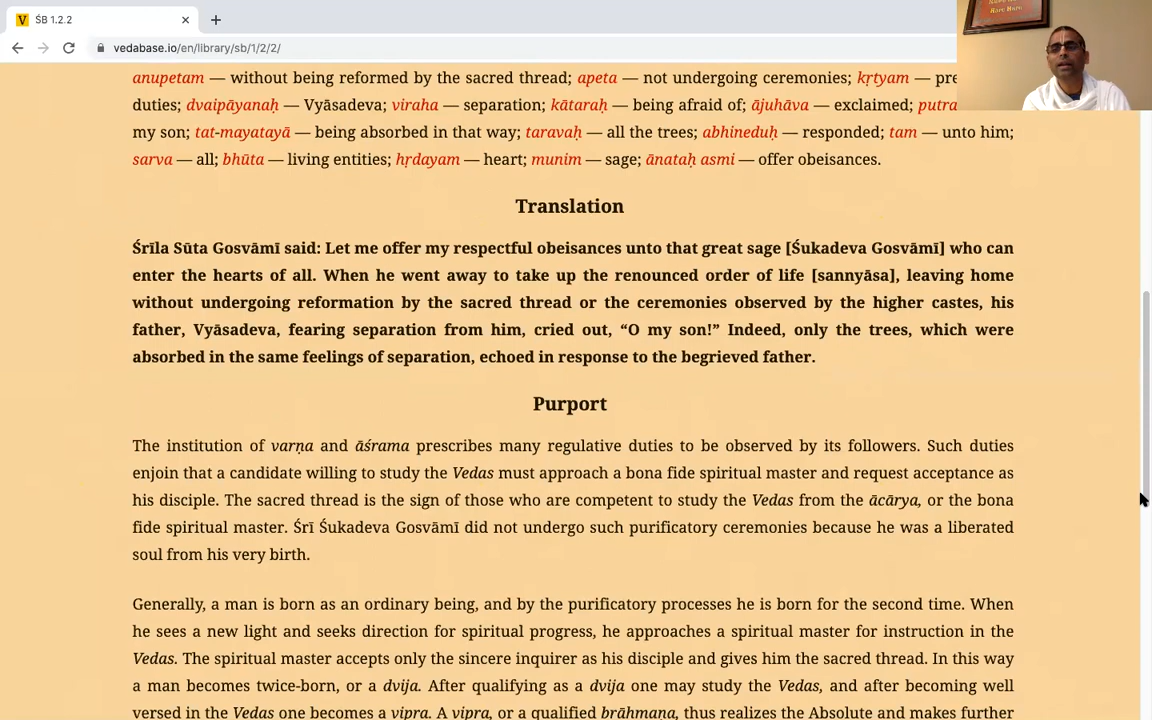 V ŚB 1.2.2
vedabase.io/en/library/sb/1/2/2/
anupetam — without being reformed by the sacred thread; apeta — not undergoing ceremonies; kṛtyam —
duties; dvaipāyanaḥ — Vyāsadeva; viraha — separation; kātaraḥ — being afraid of; ājuhāva — exclaimed; putra
my son; tat-mayatayā — being absorbed in that way; taravaḥ — all the trees; abhineduḥ — responded; tam — unto him;
sarva — all; bhūta — living entities; hṛdayam — heart; munim — sage; ānataḥ asmi — offer obeisances.
Translation
Śrīla Sūta Gosvāmī said: Let me offer my respectful obeisances unto that great sage [Śukadeva Gosvāmī] who can
enter the hearts of all. When he went away to take up the renounced order of life [sannyāsa], leaving home
without undergoing reformation by the sacred thread or the ceremonies observed by the higher castes, his
father, Vyāsadeva, fearing separation from him, cried out, “O my son!” Indeed, only the trees, which were
absorbed in the same feelings of separation, echoed in response to the begrieved father.
Purport
The institution of varṇa and āśrama prescribes many regulative duties to be observed by its followers. Such duties
enjoin that a candidate willing to study the Vedas must approach a bona fide spiritual master and request acceptance as
his disciple. The sacred thread is the sign of those who are competent to study the Vedas from the ācārya, or the bona
fide spiritual master. Śrī Śukadeva Gosvāmī did not undergo such purificatory ceremonies because he was a liberated
soul from his very birth.
Generally, a man is born as an ordinary being, and by the purificatory processes he is born for the second time. When
he sees a new light and seeks direction for spiritual progress, he approaches a spiritual master for instruction in the
Vedas. The spiritual master accepts only the sincere inquirer as his disciple and gives him the sacred thread. In this way
a man becomes twice-born, or a dvija. After qualifying as a dvija one may study the Vedas, and after becoming well
versed in the Vedas one becomes a vipra. A vipra, or a qualified brāhmaṇa, thus realizes the Absolute and makes further